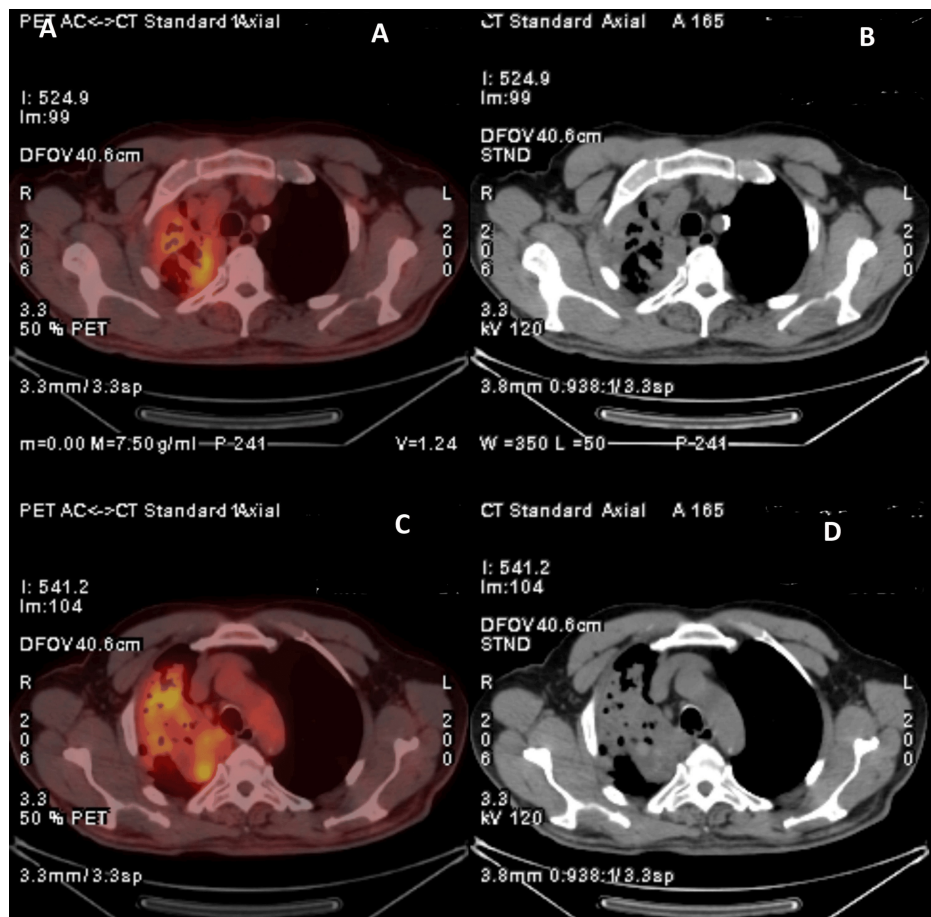 PET AC<->CT Standard 1Axial
A
A
I: 524.9
Im:99
DFOV 40.6cm
R
L
2
0
6
2
0
0
3.3
50 % PET
3.3mm/3.3sp
m=0.00 M=7.50 g/ml P-241 V=1.24
CT Standard Axial A 165
B
I: 524.9
Im:99
DFOV 40.6cm
STND
R
L
2
0
6
2
0
0
3.3
kV 120
3.8mm 0.938:1/3.3sp
W =350 L =50 P-241
PET AC<->CT Standard 1Axial
C
I: 541.2
Im:104
DFOV 40.6cm
R
L
2
0
6
2
0
0
3.3
50 % PET
3.3mm/3.3sp
CT Standard Axial A 165
D
I: 541.2
Im:104
DFOV 40.6cm
STND
R
L
2
0
6
2
0
0
3.3
kV 120
3.8mm 0.938:1/3.3sp